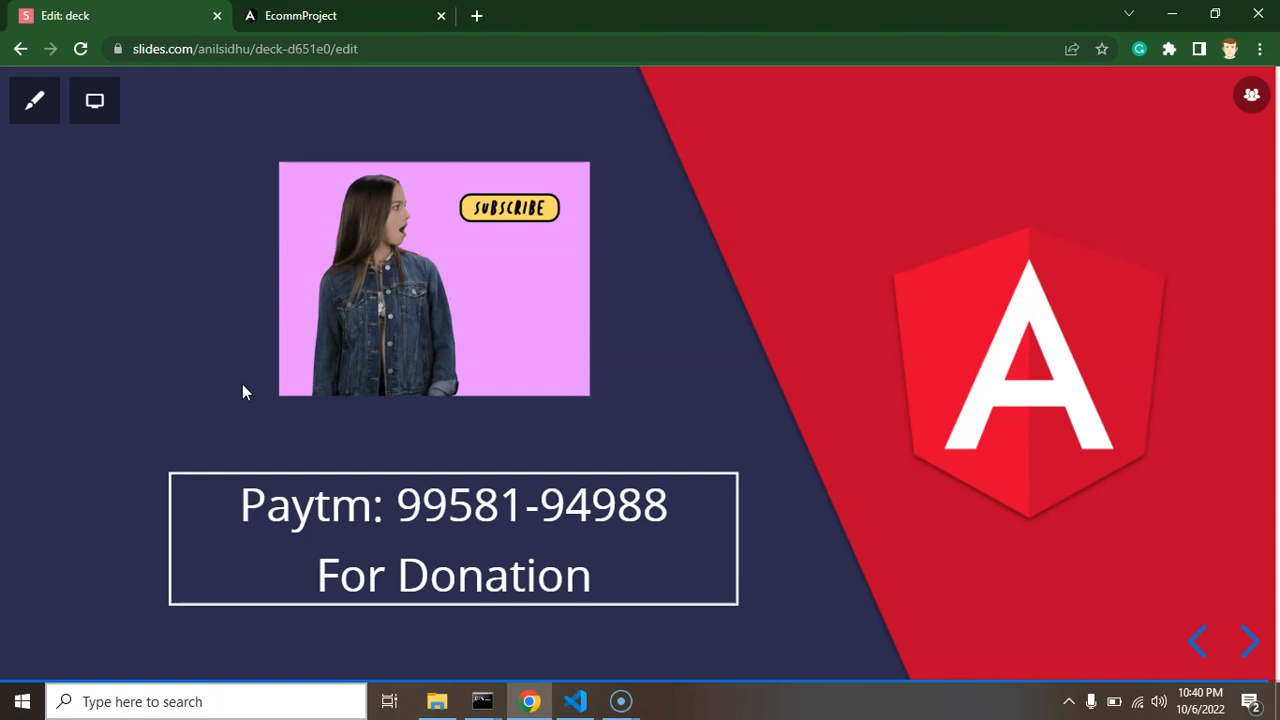 Edit: deck
EcommProject
slides.com/anilsidhu/deck-d651e0/edit
SUBSCRIBE
Paytm: 99581-94988
For Donation
Type here to search
10:40 PM
10/6/2022
2